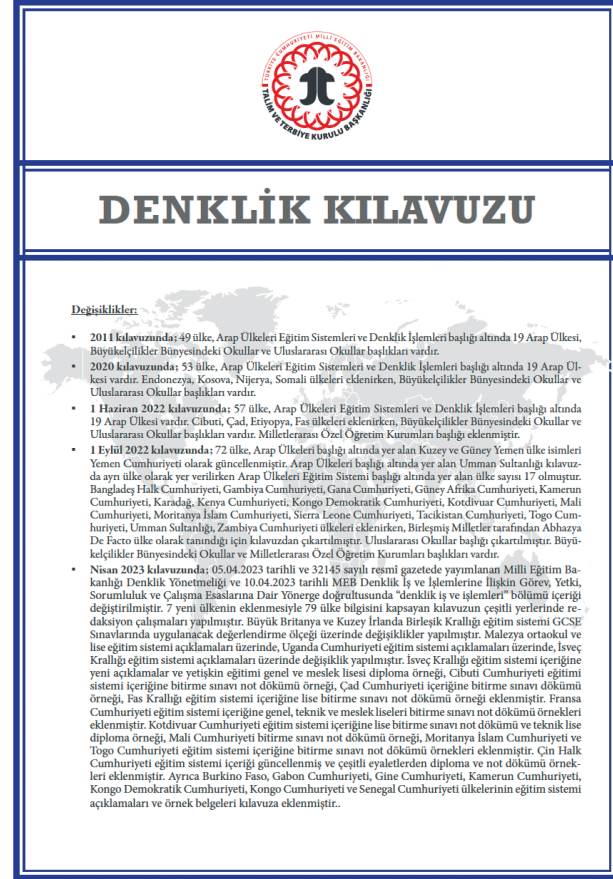 TÜRKİYE CUMHURİYETİ MİLLÎ EĞİTİM BAKANLIĞI
TALİM VE TERBİYE KURULU BAŞKANLIĞI
DENKLİK KILAVUZU
Değişiklikler:
▪ 2011 kılavuzunda; 49 ülke, Arap Ülkeleri Eğitim Sistemleri ve Denklik İşlemleri başlığı altında 19 Arap Ülkesi,
Büyükelçilikler Bünyesindeki Okullar ve Uluslararası Okullar başlıkları vardır.
▪ 2020 kılavuzunda; 53 ülke, Arap Ülkeleri Eğitim Sistemleri ve Denklik İşlemleri başlığı altında 19 Arap Ül-
kesi vardır. Endonezya, Kosova, Nijerya, Somali ülkeleri eklenirken, Büyükelçilikler Bünyesindeki Okullar ve
Uluslararası Okullar başlıkları vardır.
▪ 1 Haziran 2022 kılavuzunda; 57 ülke, Arap Ülkeleri Eğitim Sistemleri ve Denklik İşlemleri başlığı altında
19 Arap Ülkesi vardır. Cibuti, Çad, Etiyopya, Fas ülkeleri eklenirken, Büyükelçilikler Bünyesindeki Okullar ve
Uluslararası Okullar başlıkları vardır. Milletlerarası Özel Öğretim Kurumları başlığı eklenmiştir.
▪ 1 Eylül 2022 kılavuzunda; 72 ülke, Arap Ülkeleri başlığı altında yer alan Kuzey ve Güney Yemen ülke isimleri
Yemen Cumhuriyeti olarak güncellenmiştir. Arap Ülkeleri başlığı altında yer alan Umman Sultanlığı kılavuz-
da ayrı ülke olarak yer verilirken Arap Ülkeleri Eğitim Sistemi başlığı altında yer alan ülke sayısı 17 olmuştur.
Bangladeş Halk Cumhuriyeti, Gambiya Cumhuriyeti, Gana Cumhuriyeti, Güney Afrika Cumhuriyeti, Kamerun
Cumhuriyeti, Karadağ, Kenya Cumhuriyeti, Kongo Demokratik Cumhuriyeti, Kotdivuar Cumhuriyeti, Mali
Cumhuriyeti, Moritanya İslam Cumhuriyeti, Sierra Leone Cumhuriyeti, Tacikistan Cumhuriyeti, Togo Cum-
huriyeti, Umman Sultanlığı, Zambiya Cumhuriyeti ülkeleri eklenirken, Birleşmiş Milletler tarafından Abhazya
De Facto ülke olarak tanındığı için kılavuzdan çıkartılmıştır. Uluslararası Okullar başlığı çıkartılmıştır. Büyü-
kelçilikler Bünyesindeki Okullar ve Milletlerarası Özel Öğretim Kurumları başlıkları vardır.
▪ Nisan 2023 kılavuzunda; 05.04.2023 tarihli ve 32145 sayılı resmî gazetede yayımlanan Milli Eğitim Ba-
kanlığı Denklik Yönetmeliği ve 10.04.2023 tarihli MEB Denklik İş ve İşlemlerine İlişkin Görev, Yetki,
Sorumluluk ve Çalışma Esaslarına Dair Yönerge doğrultusunda "denklik iş ve işlemleri" bölümü içeriği
değiştirilmiştir. 7 yeni ülkenin eklenmesiyle 79 ülke bilgisini kapsayan kılavuzun çeşitli yerlerinde re-
daksiyon çalışmaları yapılmıştır. Büyük Britanya ve Kuzey İrlanda Birleşik Krallığı eğitim sistemi GCSE
Sınavlarında uygulanacak değerlendirme ölçeği üzerinde değişiklikler yapılmıştır. Malezya ortaokul ve
lise eğitim sistemi açıklamaları üzerinde, Uganda Cumhuriyeti eğitim sistemi açıklamaları üzerinde, İsveç
Krallığı eğitim sistemi açıklamaları üzerinde değişiklik yapılmıştır. İsveç Krallığı eğitim sistemi içeriğine
yeni açıklamalar ve yetişkin eğitimi genel ve meslek lisesi diploma örneği, Cibuti Cumhuriyeti eğitimi
sistemi içeriğine bitirme sınavı not dökümü örneği, Çad Cumhuriyeti içeriğine bitirme sınavı not dökümü
örneği, Fas Krallığı eğitim sistemi içeriğine lise bitirme sınavı not dökümü örneği eklenmiştir. Fransa
Cumhuriyeti eğitim sistemi içeriğine genel, teknik ve meslek liseleri bitirme sınavı not dökümü örnekleri
eklenmiştir. Kotdivuar Cumhuriyeti eğitim sistemi içeriğine lise bitirme sınavı not dökümü ve teknik lise
diploma örneği, Mali Cumhuriyeti bitirme sınavı not dökümü örneği, Moritanya İslam Cumhuriyeti ve
Togo Cumhuriyeti eğitim sistemi içeriğine bitirme sınavı not dökümü örnekleri eklenmiştir. Çin Halk
Cumhuriyeti eğitim sistemi içeriği güncellenmiş ve çeşitli eyaletlerden diploma ve not dökümü örnek-
leri eklenmiştir. Ayrıca Burkino Faso, Gabon Cumhuriyeti, Gine Cumhuriyeti, Kamerun Cumhuriyeti,
Kongo Demokratik Cumhuriyeti, Kongo Cumhuriyeti ve Senegal Cumhuriyeti ülkelerinin eğitim sistemi
açıklamaları ve örnek belgeleri kılavuza eklenmiştir..